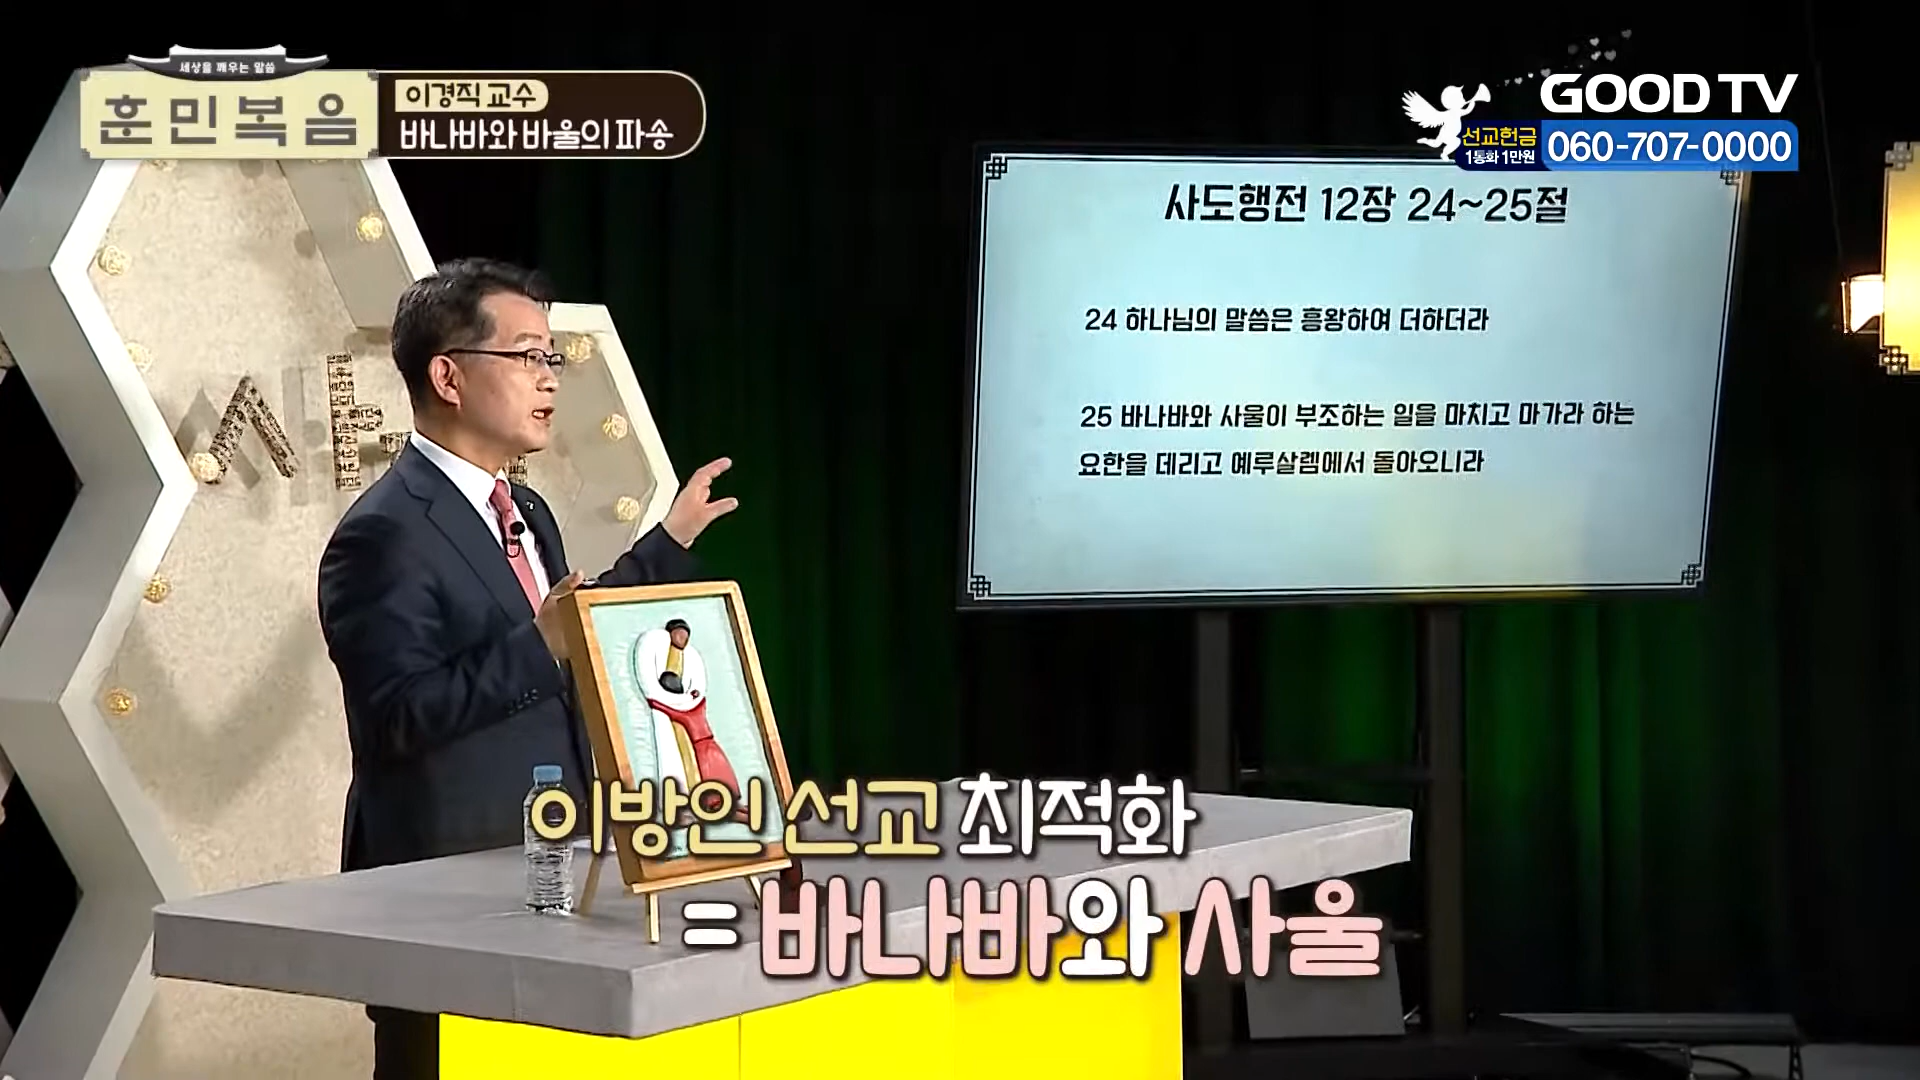 세상을 깨우는 말씀
훈민복음
이경직 교수
바나바와 바울의 파송
GOOD TV
선교헌금
1통화 1만원
060-707-0000
사도행전 12장 24~25절
24 하나님의 말씀은 흥왕하여 더하더라
25 바나바와 사울이 부조하는 일을 마치고 마가라 하는
요한을 데리고 예루살렘에서 돌아오니라
이방인 선교 최적화
= 바나바와 사울